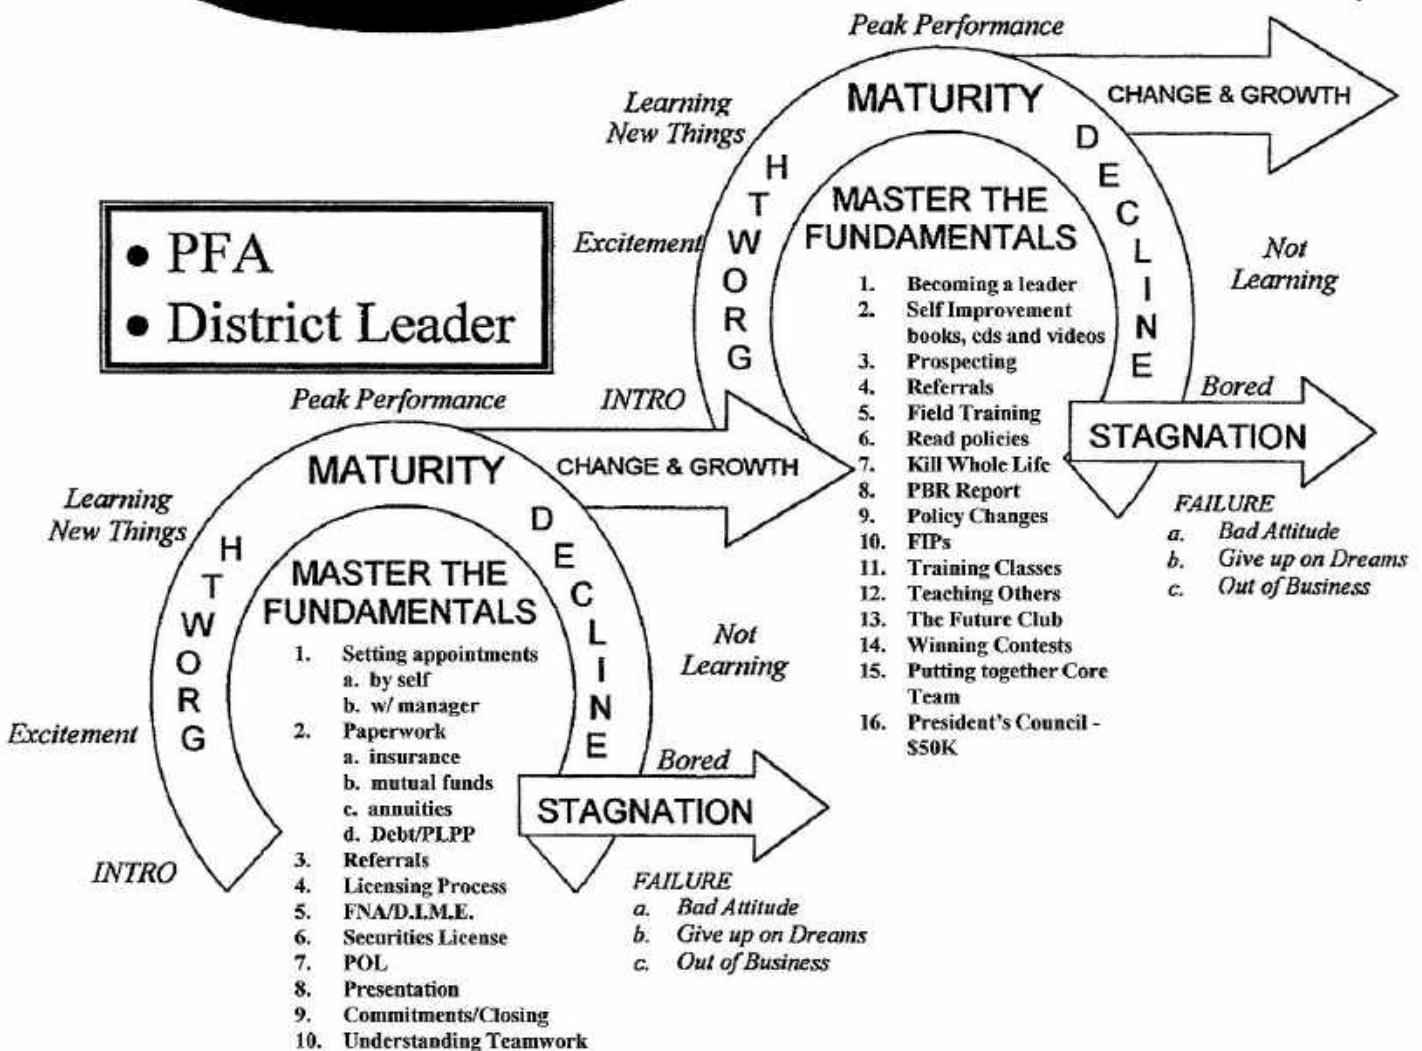 Peak Performance
Learning
New Things
MATURITY
CHANGE & GROWTH
GROWTH
DECLINE
MASTER THE
FUNDAMENTALS
Excitement
Not
Learning
1. Becoming a leader
2. Self Improvement
books, cds and videos
3. Prospecting
4. Referrals
5. Field Training
6. Read policies
7. Kill Whole Life
8. PBR Report
9. Policy Changes
10. FIPs
11. Training Classes
12. Teaching Others
13. The Future Club
14. Winning Contests
15. Putting together Core
Team
16. President's Council -
$50K
INTRO
Bored
STAGNATION
FAILURE
a. Bad Attitude
b. Give up on Dreams
c. Out of Business
• PFA
• District Leader
Peak Performance
Learning
New Things
MATURITY
CHANGE & GROWTH
GROWTH
DECLINE
MASTER THE
FUNDAMENTALS
Excitement
Not
Learning
1. Setting appointments
a. by self
b. w/ manager
2. Paperwork
a. insurance
b. mutual funds
c. annuities
d. Debt/PLPP
3. Referrals
4. Licensing Process
5. FNA/D.I.M.E.
6. Securities License
7. POL
8. Presentation
9. Commitments/Closing
10. Understanding Teamwork
INTRO
Bored
STAGNATION
FAILURE
a. Bad Attitude
b. Give up on Dreams
c. Out of Business